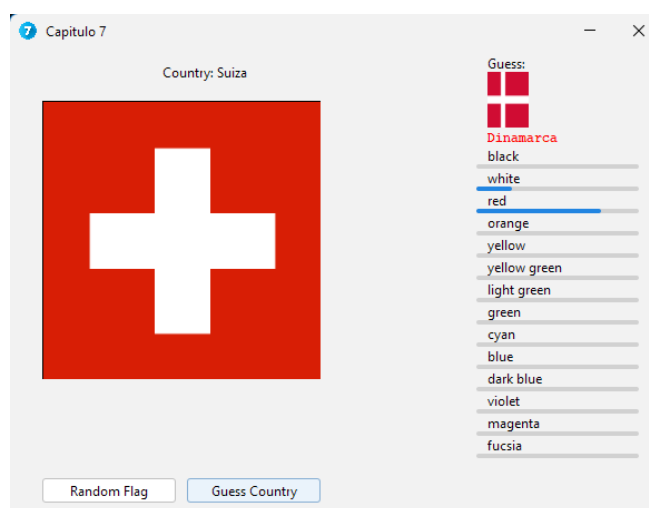 7 Capitulo 7
Country: Suiza
Guess:
Dinamarca
black
white
red
orange
yellow
yellow green
light green
green
cyan
blue
dark blue
violet
magenta
fucsia
Random Flag
Guess Country